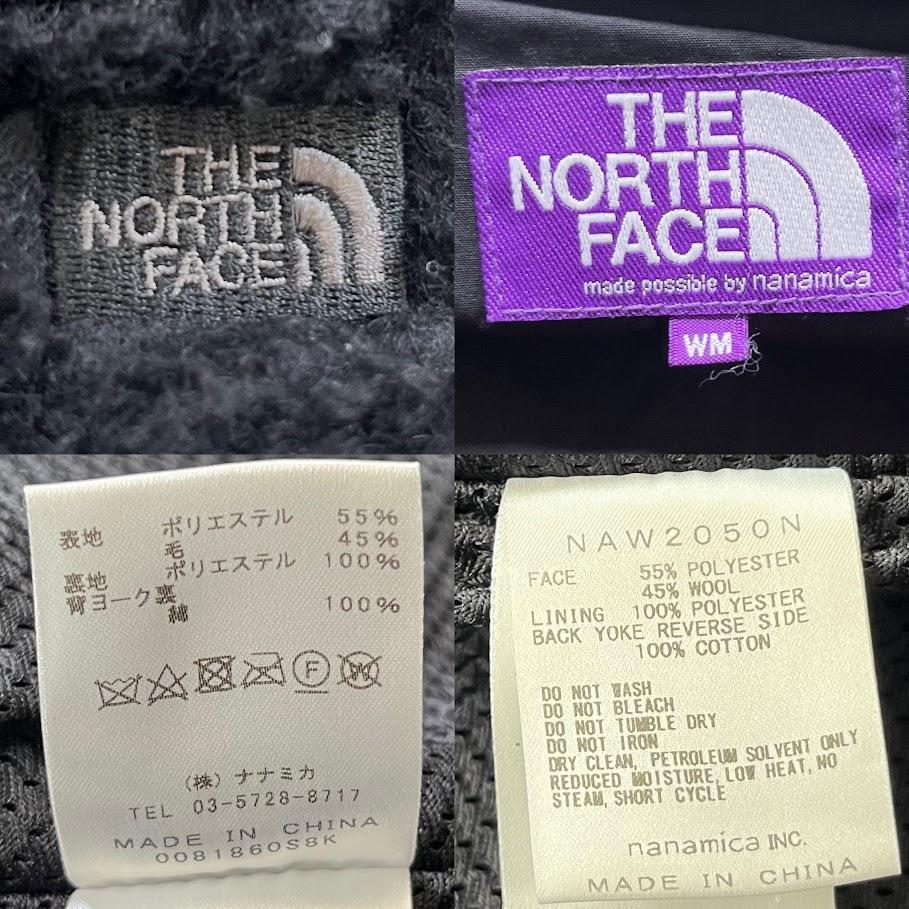 THE
NORTH
FACE
THE
NORTH
FACE
made possible by nanamica
WM
表地 ポリエステル 55%
毛 45%
裏地 ポリエステル 100%
背ヨーク裏
綿 100%
F
W
(株) ナナミカ
TEL 03-5728-8717
MADE IN CHINA
0081860S8K
NAW2050N
FACE 55% POLYESTER
45% WOOL
LINING 100% POLYESTER
BACK YOKE REVERSE SIDE
100% COTTON
DO NOT WASH
DO NOT BLEACH
DO NOT TUMBLE DRY
DO NOT IRON
DRY CLEAN, PETROLEUM SOLVENT ONLY
REDUCED MOISTURE, LOW HEAT, NO
STEAM, SHORT CYCLE
nanamica INC.
MADE IN CHINA